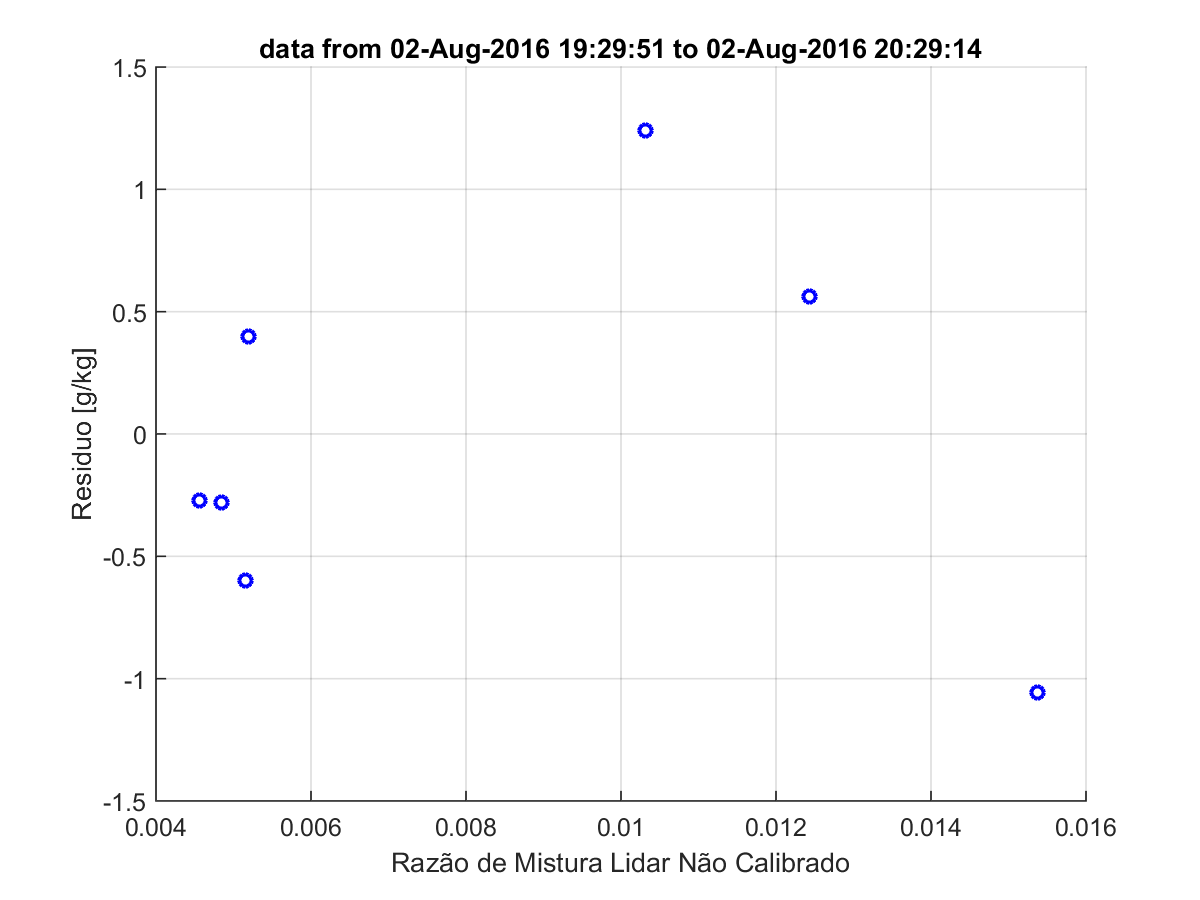 data from 02-Aug-2016 19:29:51 to 02-Aug-2016 20:29:14
1.5
1
0.5
0
-0.5
-1
-1.5
Residuo [g/kg]
0.004 0.006 0.008 0.01 0.012 0.014 0.016
Razão de Mistura Lidar Não Calibrado